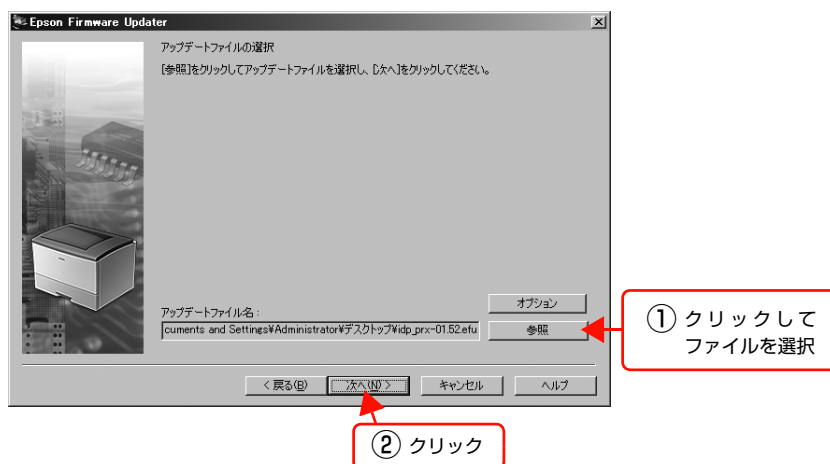 Epson Firmware Updater
アップデートファイルの選択
[参照]をクリックしてアップデートファイルを選択し、[次へ]をクリックしてください。
オプション
アップデートファイル名：
cuments and Settings¥Administrator¥デスクトップ¥idp_prx-01.52.efu
参照
① クリックして
ファイルを選択
< 戻る(B)
次へ(N) >
キャンセル
ヘルプ
② クリック